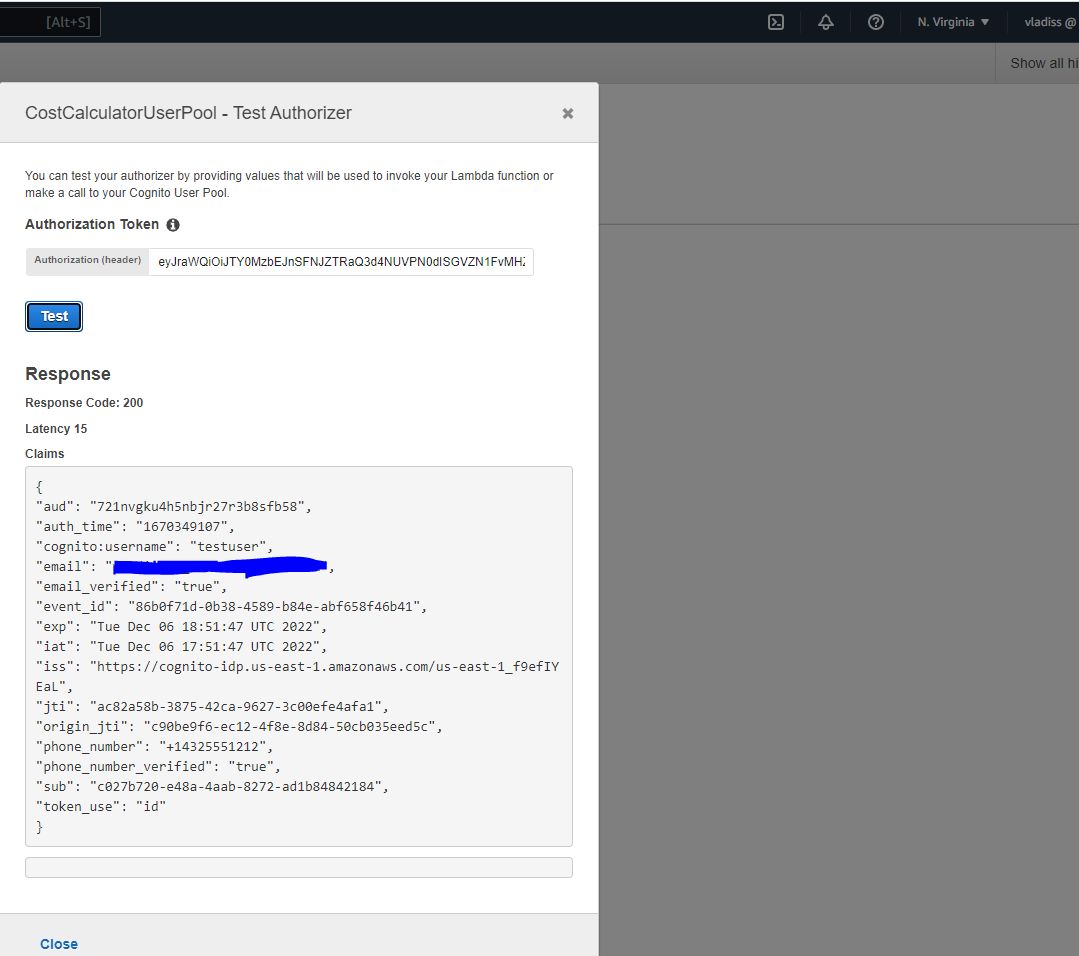 [Alt+S]
N. Virginia
vladiss @
Show all hi
CostCalculatorUserPool - Test Authorizer
You can test your authorizer by providing values that will be used to invoke your Lambda function or
make a call to your Cognito User Pool.
Authorization Token
Authorization (header)
eyJraWQiOiJTY0MzbEJnSFNJZTRaQ3d4NUVPN0dISGVZN1FvMHZ
Test
Response
Response Code: 200
Latency 15
Claims
{
"aud": "721nvgku4h5nbjr27r3b8sfb58",
"auth_time": "1670349107",
"cognito:username": "testuser",
"email": "
,
"email_verified": "true",
"event_id": "86b0f71d-0b38-4589-b84e-abf658f46b41",
"exp": "Tue Dec 06 18:51:47 UTC 2022",
"iat": "Tue Dec 06 17:51:47 UTC 2022",
"iss": "https://cognito-idp.us-east-1.amazonaws.com/us-east-1_f9efIY
EaL",
"jti": "ac82a58b-3875-42ca-9627-3c00efe4afa1",
"origin_jti": "c90be9f6-ec12-4f8e-8d84-50cb035eed5c",
"phone_number": "+14325551212",
"phone_number_verified": "true",
"sub": "c027b720-e48a-4aab-8272-ad1b84842184",
"token_use": "id"
}
Close